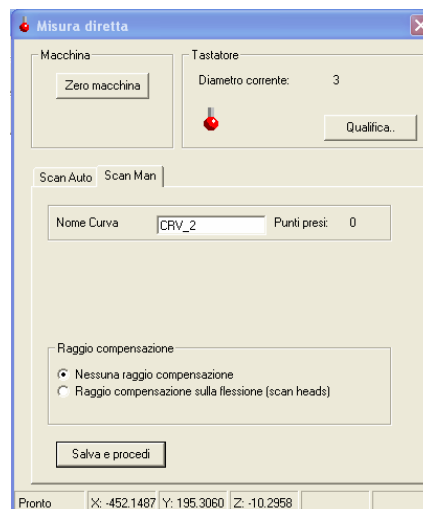 Misura diretta
Macchina
Zero macchina
Tastatore
Diametro corrente: 3
Qualifica..
Scan Auto Scan Man
Nome Curva CRV_2 Punti presi: 0
Raggio compensazione
Nessuna raggio compensazione
Raggio compensazione sulla flessione (scan heads)
Salva e procedi
Pronto X: -452.1487 Y: 195.3060 Z: -10.2958